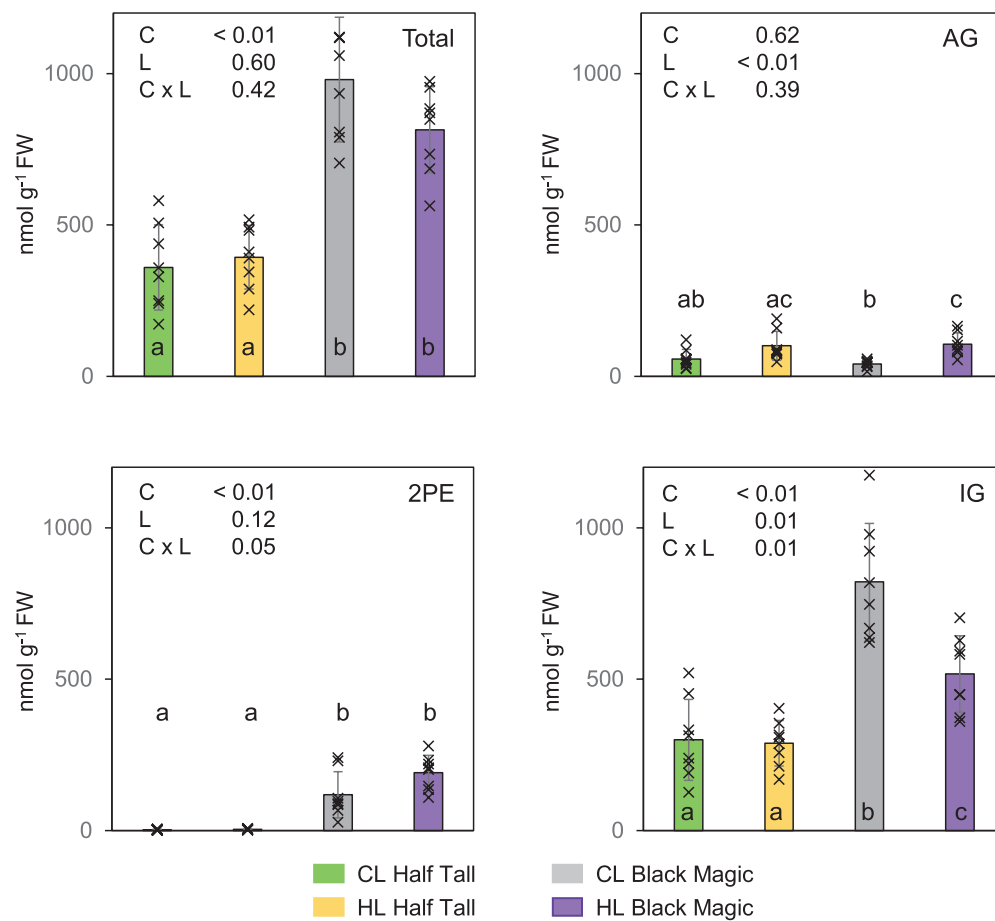 C < 0.01 Total
L 0.60
C x L 0.42
1000
500
0
nmol g⁻¹ FW
a a b b
C 0.62 AG
L < 0.01
C x L 0.39
1000
500
0
nmol g⁻¹ FW
ab ac b c
C < 0.01 2PE
L 0.12
C x L 0.05
1000
500
0
nmol g⁻¹ FW
a a b b
C < 0.01 IG
L 0.01
C x L 0.01
1000
500
0
nmol g⁻¹ FW
a a b c
CL Half Tall CL Black Magic
HL Half Tall HL Black Magic